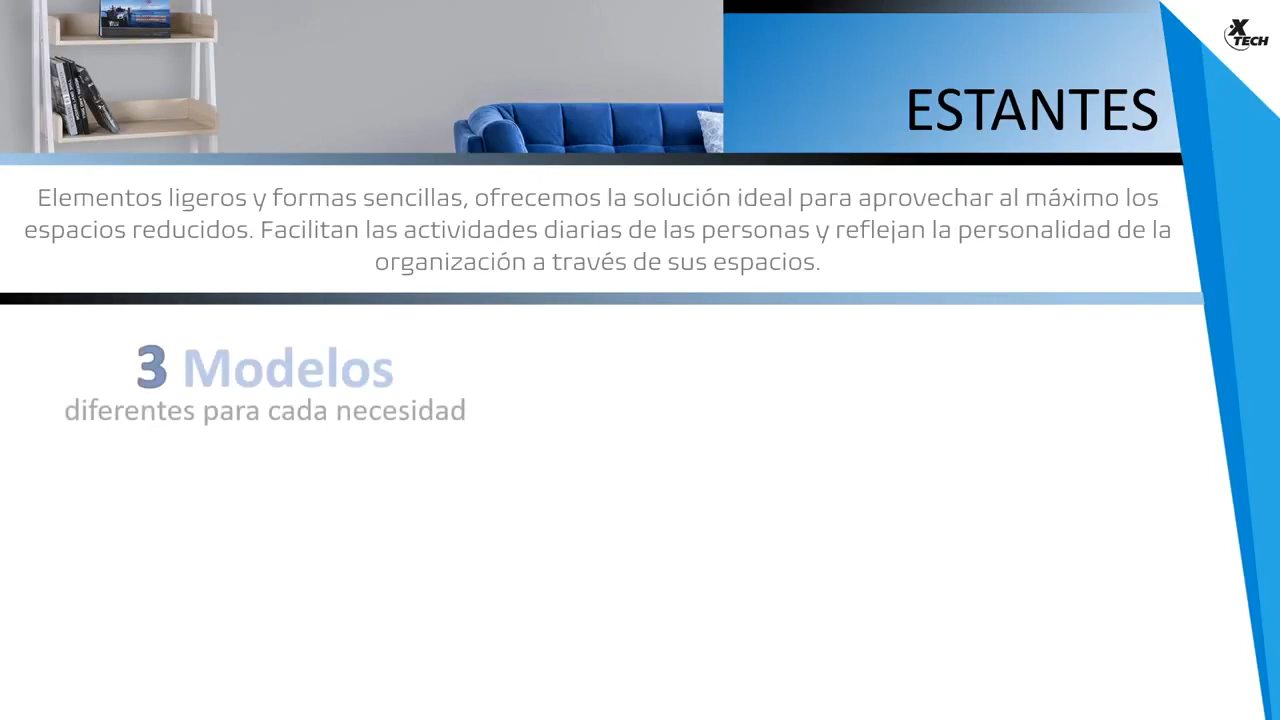 X
TECH
ESTANTES
Elementos ligeros y formas sencillas, ofrecemos la solución ideal para aprovechar al máximo los
espacios reducidos. Facilitan las actividades diarias de las personas y reflejan la personalidad de la
organización a través de sus espacios.
3 Modelos
diferentes para cada necesidad